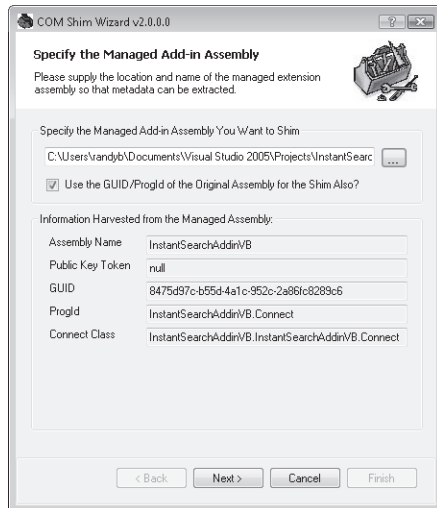 COM Shim Wizard v2.0.0.0
Specify the Managed Add-in Assembly
Please supply the location and name of the managed extension
assembly so that metadata can be extracted.
Specify the Managed Add-in Assembly You Want to Shim
C:\Users\randyb\Documents\Visual Studio 2005\Projects\InstantSearc
...
Use the GUID/ProgId of the Original Assembly for the Shim Also?
Information Harvested from the Managed Assembly:
Assembly Name InstantSearchAddinVB
Public Key Token null
GUID 8475d97c-b55d-4a1c-952c-2a86fc8289c6
ProgId InstantSearchAddinVB.Connect
Connect Class InstantSearchAddinVB.InstantSearchAddinVB.Connect
< Back Next > Cancel Finish